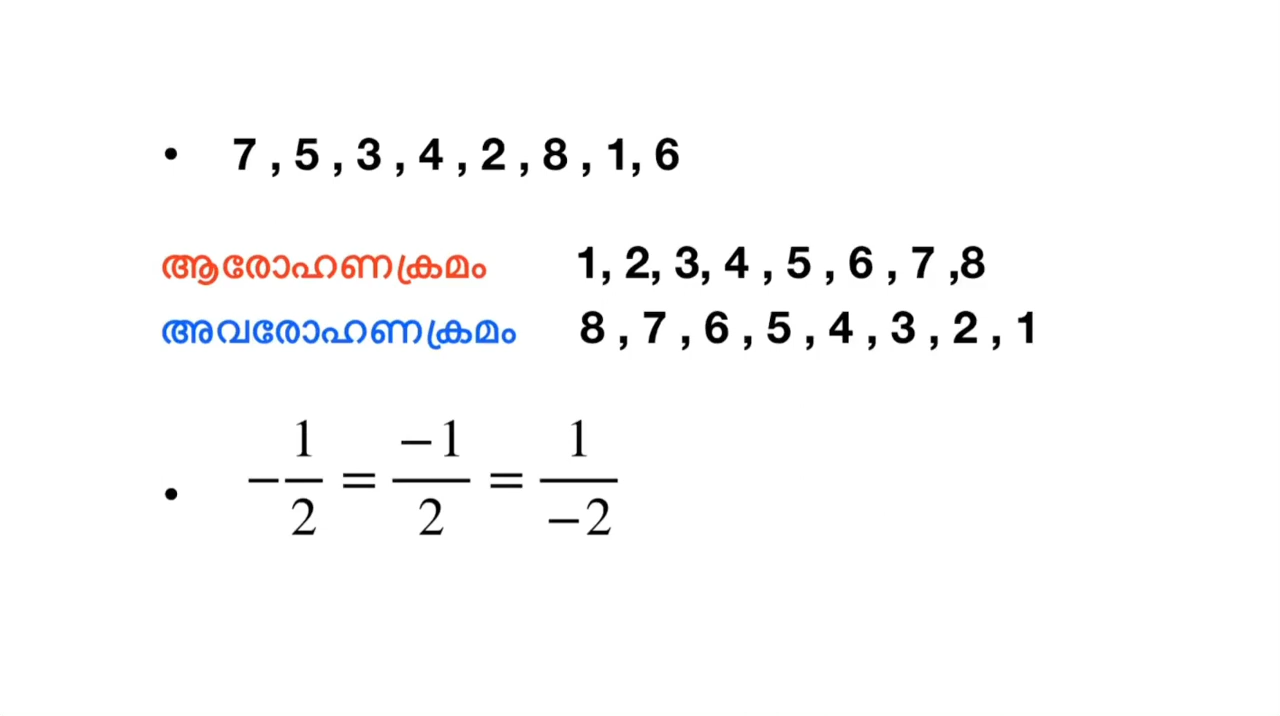 • 7 , 5 , 3 , 4 , 2 , 8 , 1, 6
ആരോഹണക്രമം 1, 2, 3, 4 , 5 , 6 , 7 ,8
അവരോഹണക്രമം 8 , 7 , 6 , 5 , 4 , 3 , 2 , 1
• -1/2 = -1/2 = 1/-2